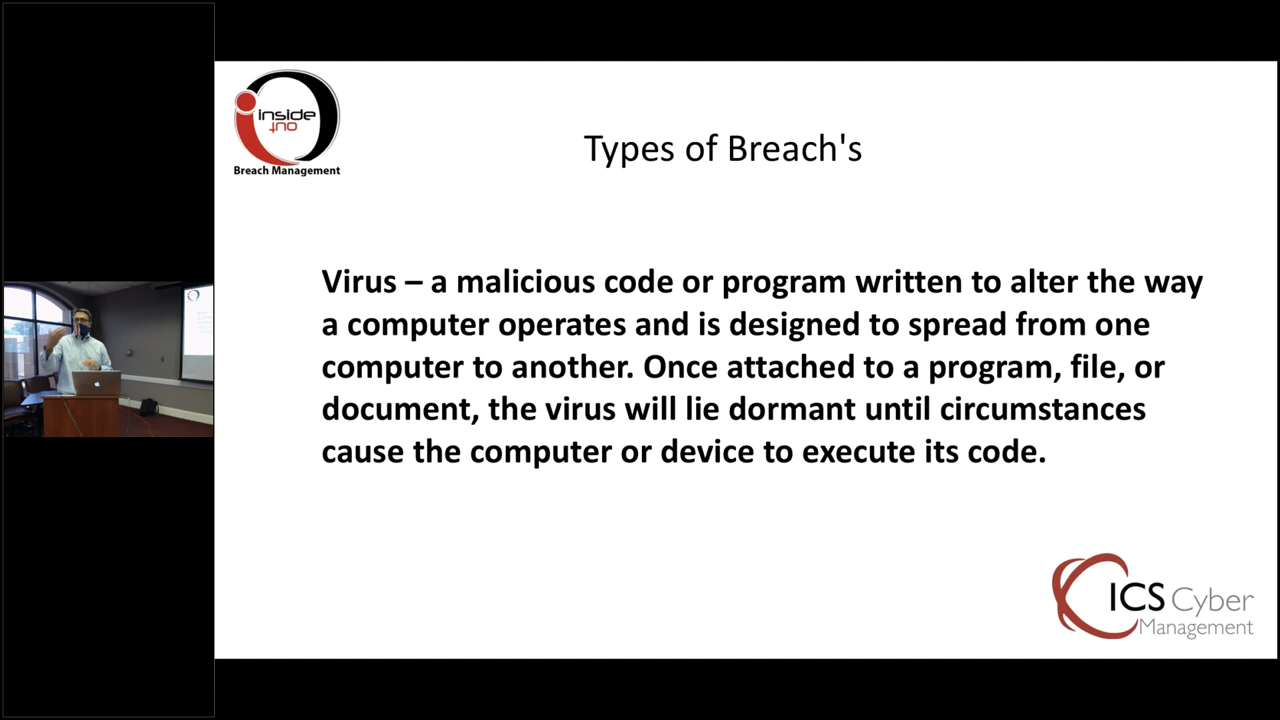 inside
out
Breach Management
Types of Breach's
Virus – a malicious code or program written to alter the way
a computer operates and is designed to spread from one
computer to another. Once attached to a program, file, or
document, the virus will lie dormant until circumstances
cause the computer or device to execute its code.
ICS Cyber
Management